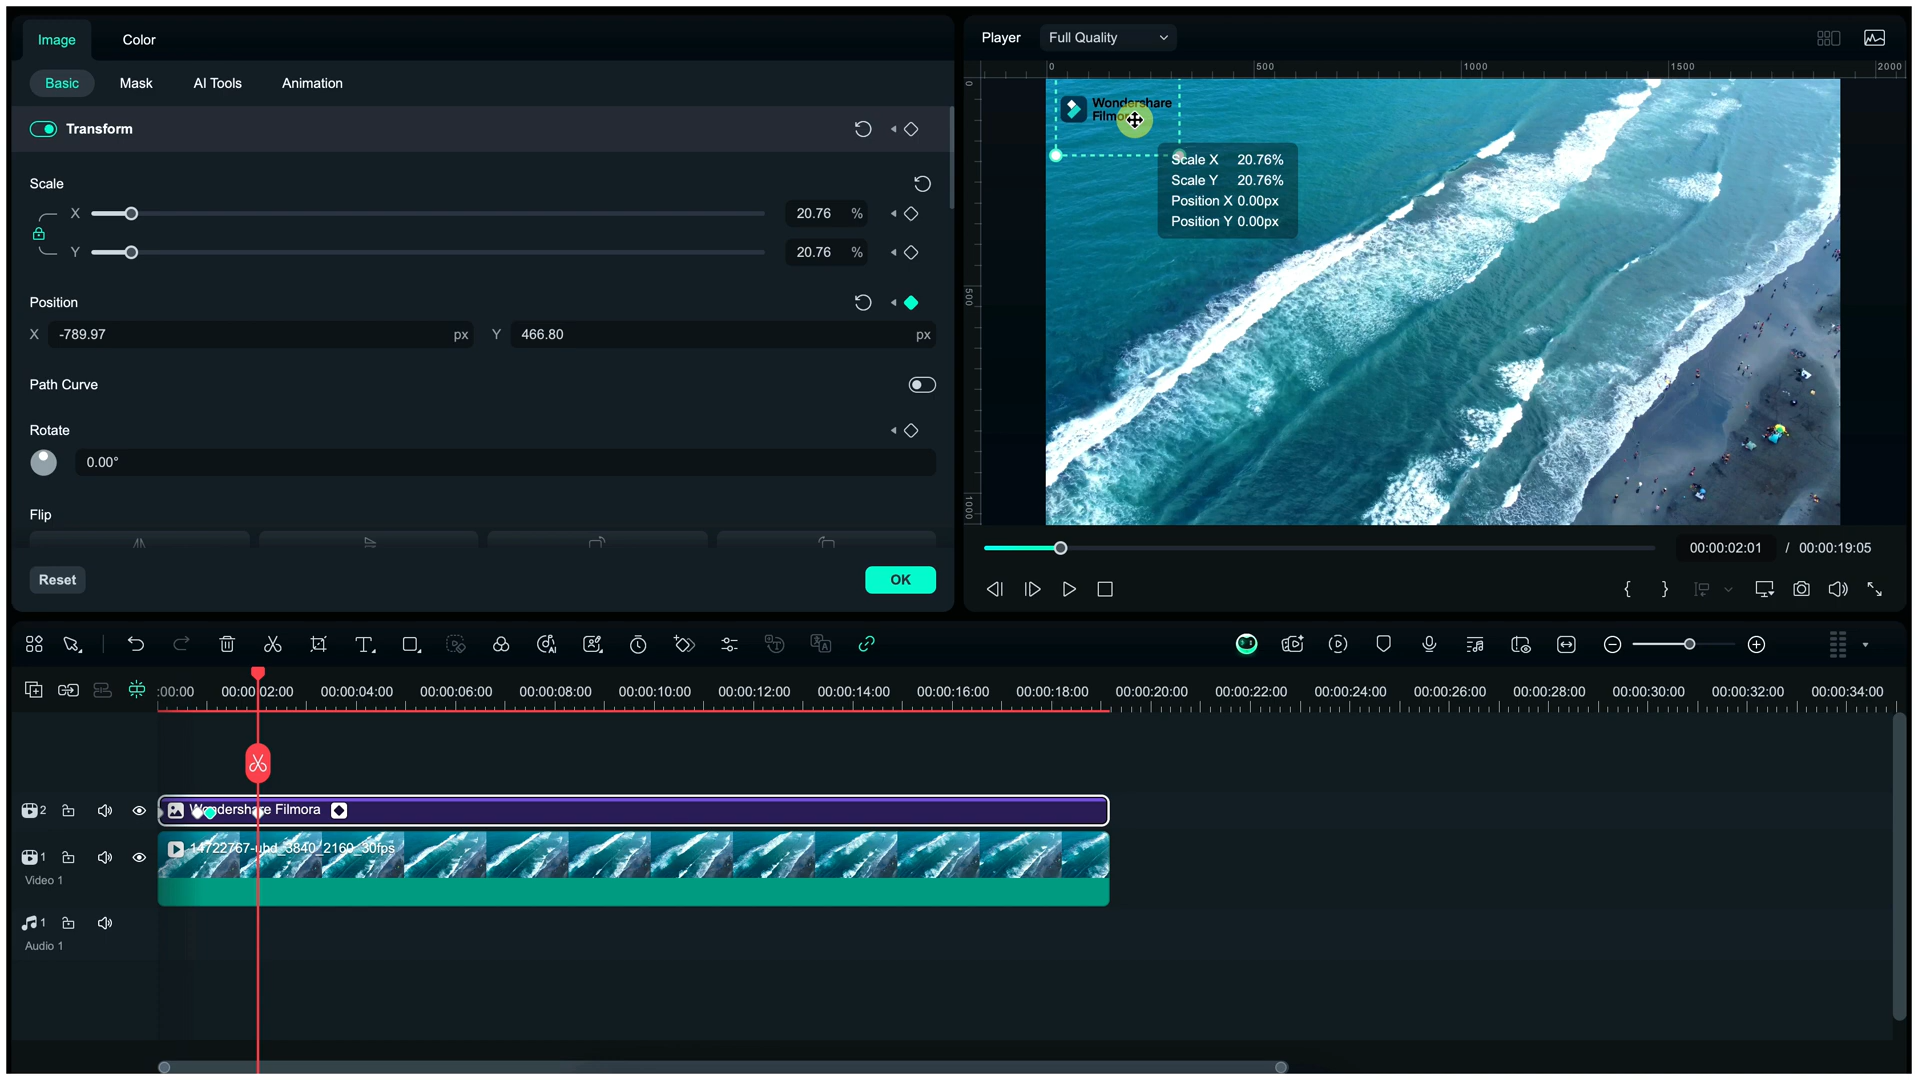 Image Color
Player Full Quality
Basic Mask AI Tools Animation
0 500 1000 1500 2000
Transform
Wondershare
Scale
Scale X 20.76%
Scale Y 20.76%
Position X 0.00px
Position Y 0.00px
X 20.76 %
Y 20.76 %
Position
X -789.97 px Y 466.80 px
Path Curve
Rotate
0.00°
Flip
Reset OK
0
500
1000
00:00:02:01 / 00:00:19:05
:00:00 00:00:02:00 00:00:04:00 00:00:06:00 00:00:08:00 00:00:10:00 00:00:12:00 00:00:14:00 00:00:16:00 00:00:18:00 00:00:20:00 00:00:22:00 00:00:24:00 00:00:26:00 00:00:28:00 00:00:30:00 00:00:32:00 00:00:34:00
2 Wondershare Filmora
1 14722767-uhd_3840_2160_30fps
Video 1
1
Audio 1